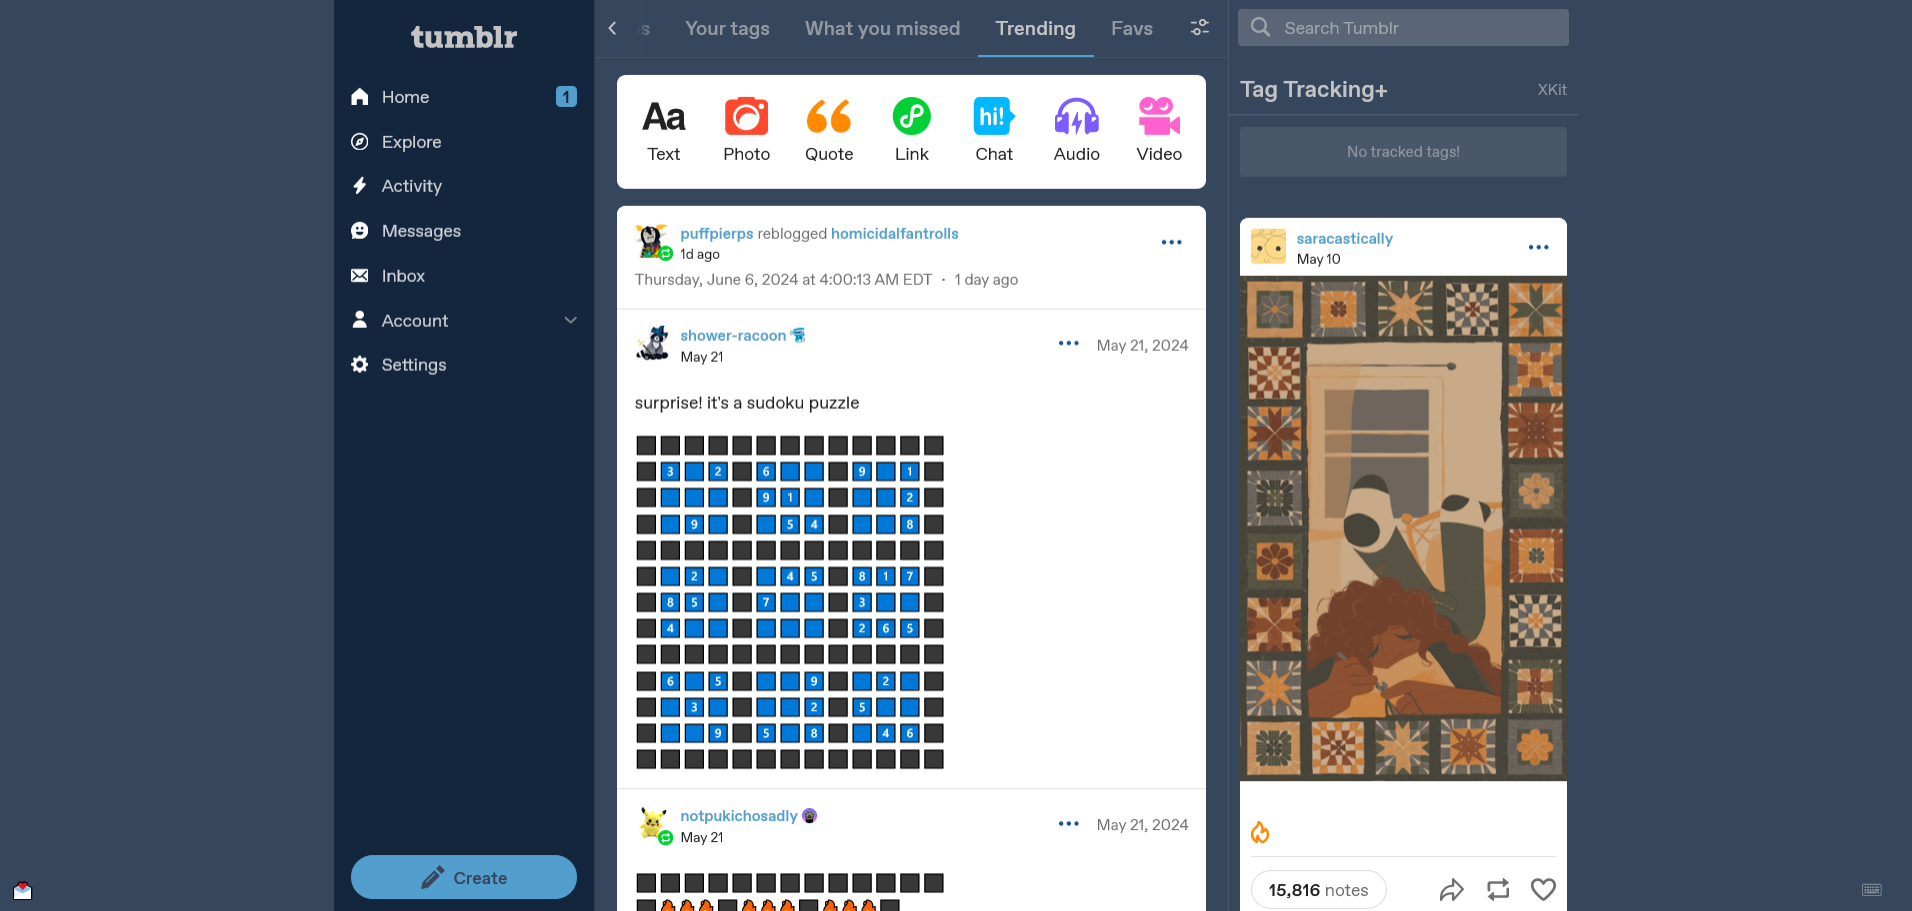 tumblr
Home
1
Explore
Activity
Messages
Inbox
Account
Settings
Create
Your tags
What you missed
Trending
Favs
Aa
hi!
Text
Photo
Quote
Link
Chat
Audio
Video
puffpierps reblogged homicidalfantrolls
1d ago
Thursday, June 6, 2024 at 4:00:13 AM EDT · 1 day ago
shower-racoon
May 21
May 21, 2024
surprise! it's a sudoku puzzle
3 2 6 9 1
9 1 2
9 5 4 8
2 4 5 8 1 7
8 5 7 3
4 2 6 5
6 5 9 2
3 2 5
9 5 8 4 6
notpukichosadly
May 21
May 21, 2024
Search Tumblr
Tag Tracking+
XKit
No tracked tags!
saracastically
May 10
15,816 notes